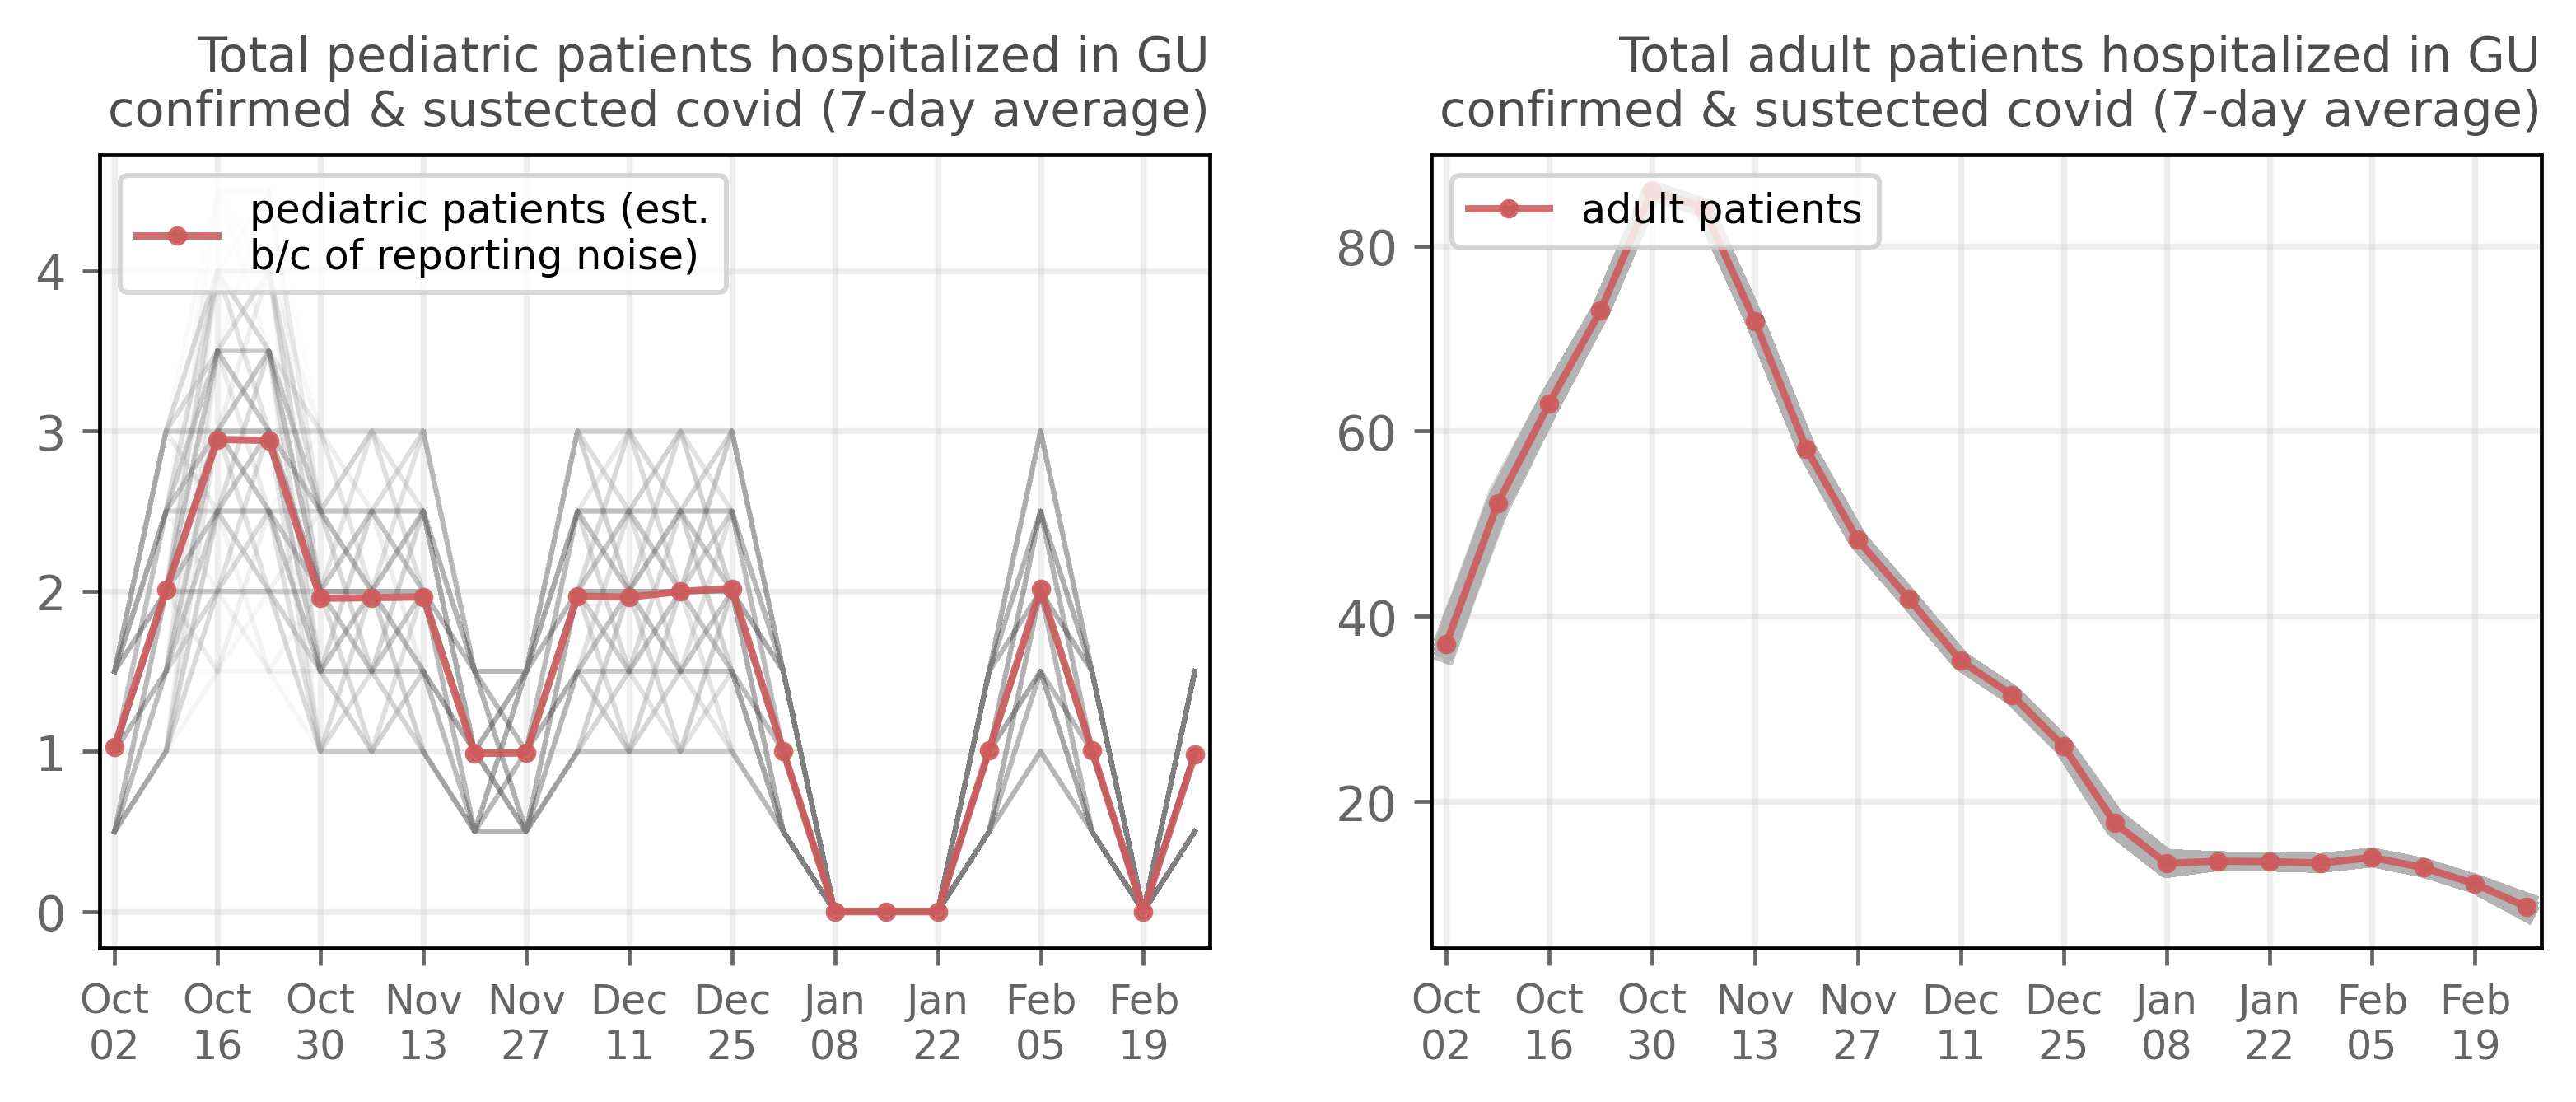 Total pediatric patients hospitalized in GU
confirmed & sustected covid (7-day average)
pediatric patients (est.
b/c of reporting noise)
4
3
2
1
0
Oct Oct Oct Nov Nov Dec Dec Jan Jan Feb Feb
02 16 30 13 27 11 25 08 22 05 19
Total adult patients hospitalized in GU
confirmed & sustected covid (7-day average)
adult patients
80
60
40
20
Oct Oct Oct Nov Nov Dec Dec Jan Jan Feb Feb
02 16 30 13 27 11 25 08 22 05 19